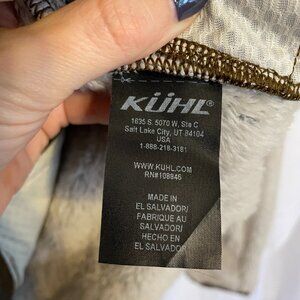 KÜHL
1635 S. 5070 W, Ste C
Salt Lake City, UT 84104
USA
1-888-218-3181
WWW.KUHL.COM
RN#108846
MADE IN
EL SALVADOR/
FABRIQUE AU
SALVADOR/
HECHO EN
EL SALVADOR